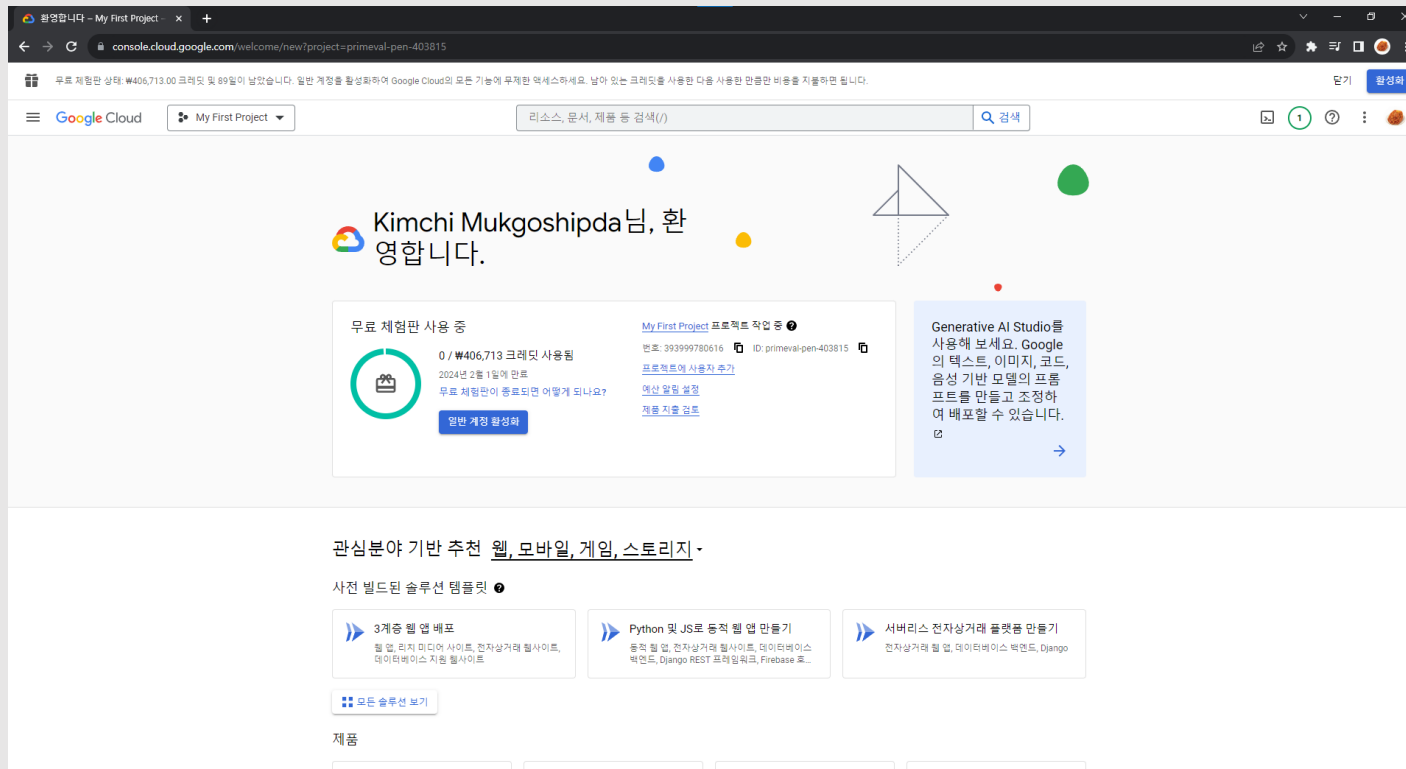 환영합니다 – My First Project –
console.cloud.google.com/welcome/new?project=primeval-pen-403815
무료 체험판 상태: ₩406,713.00 크레딧 및 89일이 남았습니다. 일반 계정을 활성화하여 Google Cloud의 모든 기능에 무제한 액세스하세요. 남아 있는 크레딧을 사용한 다음 사용한 만큼만 비용을 지불하면 됩니다.
닫기
활성화
Google Cloud
My First Project
리소스, 문서, 제품 등 검색(/)
검색
1
Kimchi Mukgoshipda님, 환
영합니다.
무료 체험판 사용 중
0 / ₩406,713 크레딧 사용됨
2024년 2월 1일에 만료
무료 체험판이 종료되면 어떻게 되나요?
일반 계정 활성화
My First Project 프로젝트 작업 중
번호: 393999780616 ID: primeval-pen-403815
프로젝트에 사용자 추가
예산 알림 설정
제품 지출 검토
Generative AI Studio를
사용해 보세요. Google
의 텍스트, 이미지, 코드,
음성 기반 모델의 프롬
프트를 만들고 조정하
여 배포할 수 있습니다.
관심분야 기반 추천 웹, 모바일, 게임, 스토리지
사전 빌드된 솔루션 템플릿
3계층 웹 앱 배포
웹 앱, 리치 미디어 사이트, 전자상거래 웹사이트,
데이터베이스 지원 웹사이트
Python 및 JS로 동적 웹 앱 만들기
동적 웹 앱, 전자상거래 웹사이트, 데이터베이스
백엔드, Django REST 프레임워크, Firebase 호...
서버리스 전자상거래 플랫폼 만들기
전자상거래 웹 앱, 데이터베이스 백엔드, Django
모든 솔루션 보기
제품